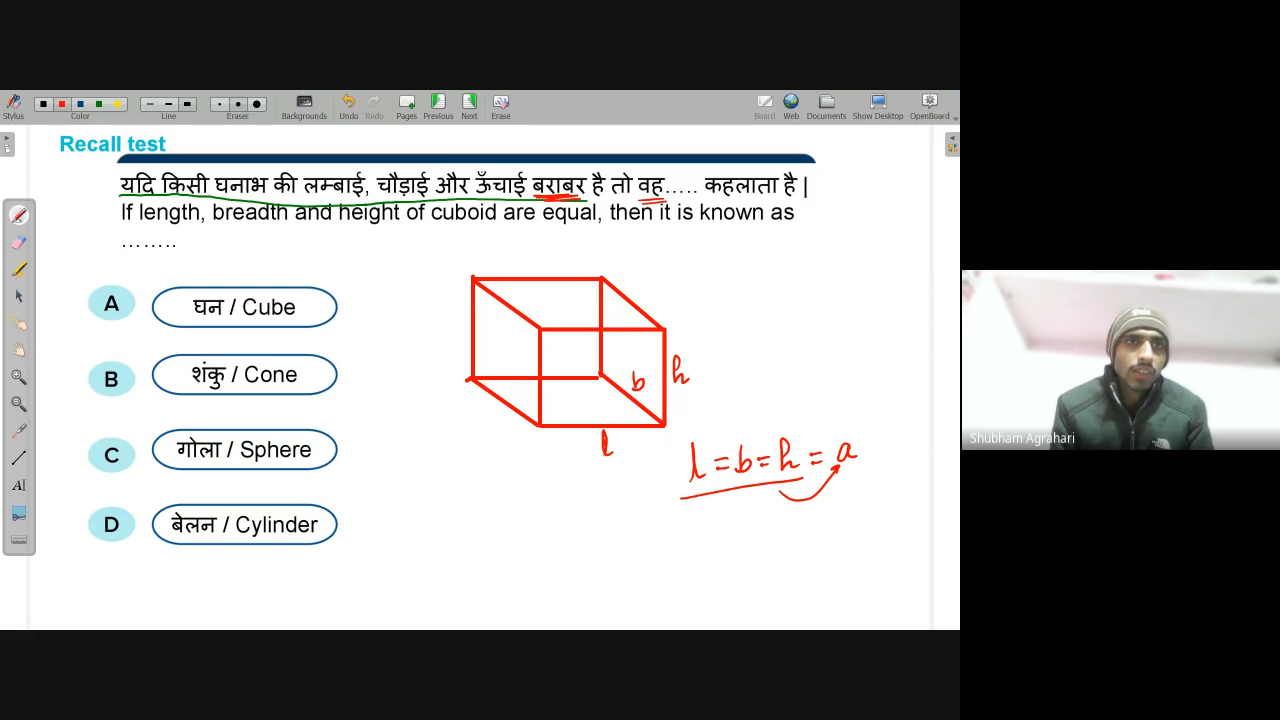 Stylus
Color
Line
Eraser
Backgrounds
Undo
Redo
Pages
Previous
Next
Erase
Board
Web
Documents
Show Desktop
OpenBoard
Recall test
यदि किसी घनाभ की लम्बाई, चौड़ाई और ऊँचाई बराबर है तो वह..... कहलाता है |
If length, breadth and height of cuboid are equal, then it is known as
........
A
घन / Cube
B
शंकु / Cone
C
गोला / Sphere
D
बेलन / Cylinder
b
h
l
l = b = h = a
Shubham Agrahari